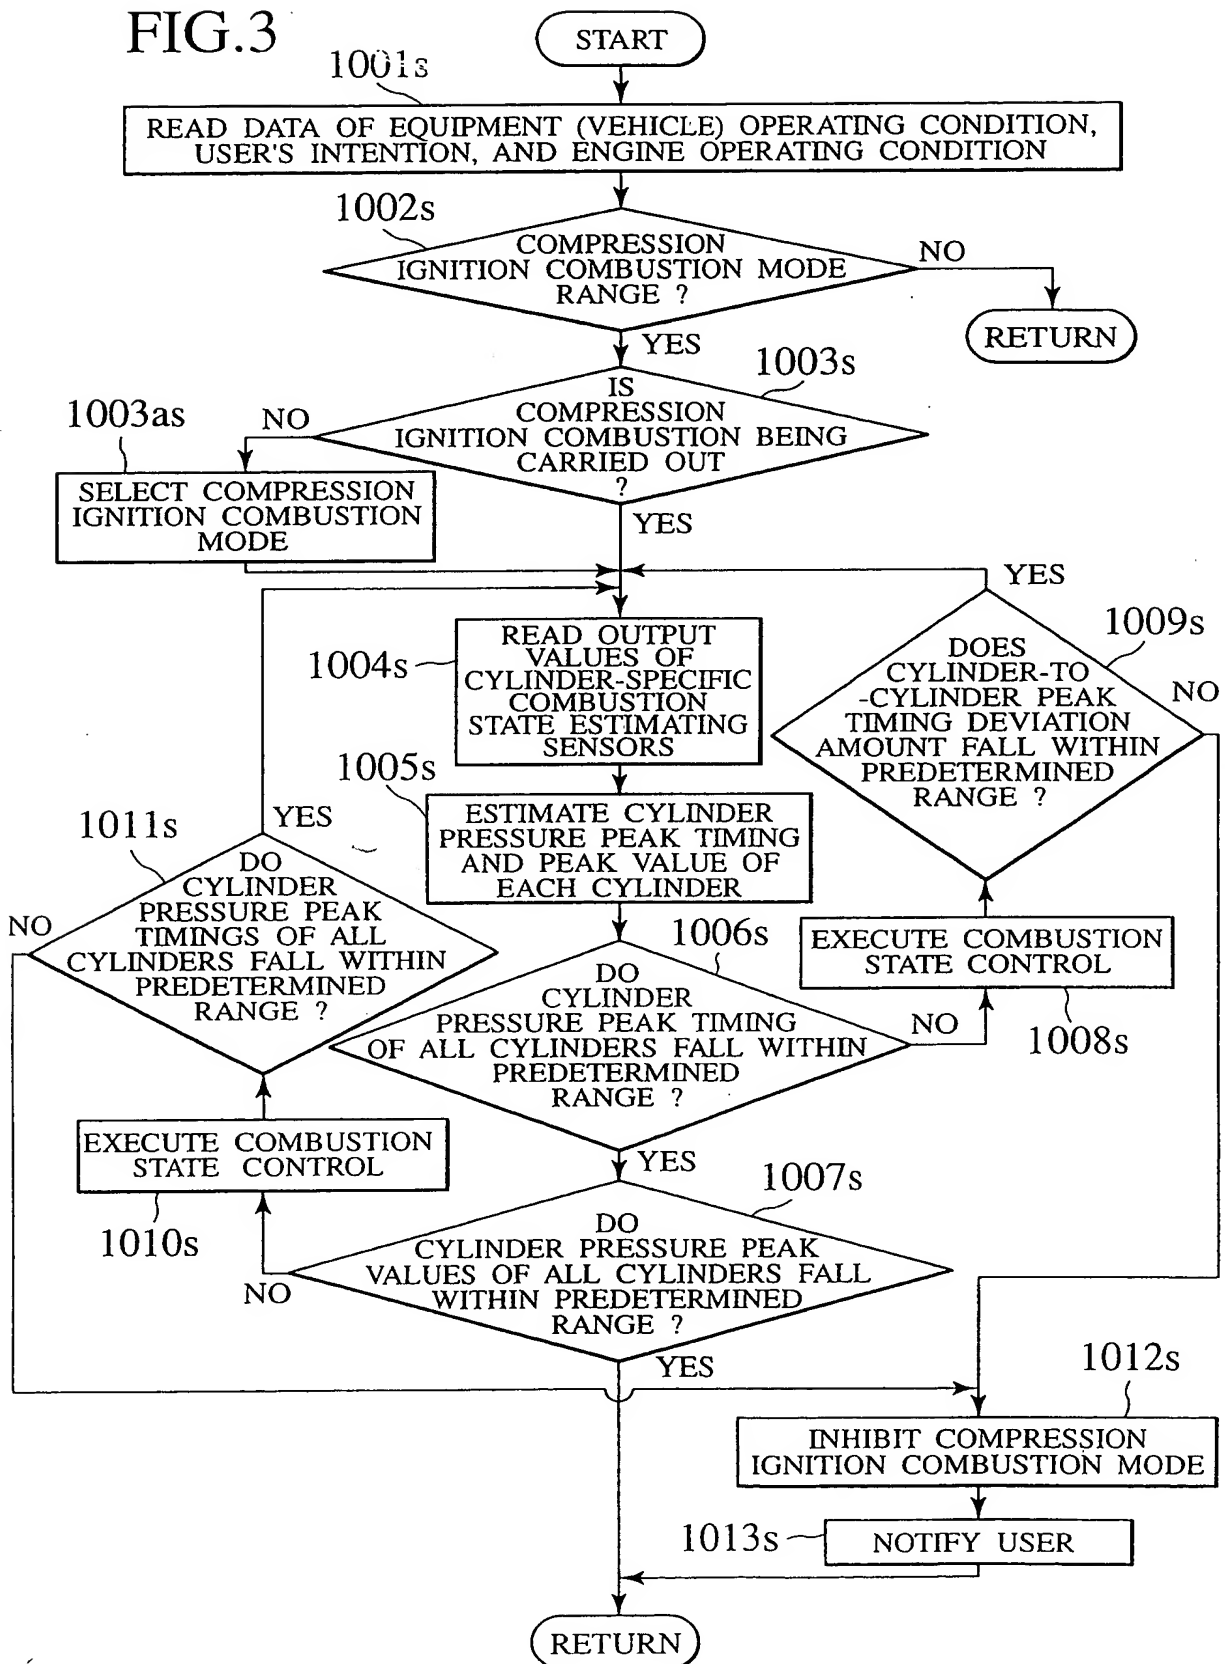 FIG.3
START
1001s
READ DATA OF EQUIPMENT (VEHICLE) OPERATING CONDITION,
USER'S INTENTION, AND ENGINE OPERATING CONDITION
1002s
COMPRESSION
IGNITION COMBUSTION MODE
RANGE ?
NO
RETURN
YES
1003s
IS
COMPRESSION
IGNITION COMBUSTION BEING
CARRIED OUT
?
NO
1003as
SELECT COMPRESSION
IGNITION COMBUSTION
MODE
YES
1004s
READ OUTPUT
VALUES OF
CYLINDER-SPECIFIC
COMBUSTION
STATE ESTIMATING
SENSORS
YES
1009s
DOES
CYLINDER-TO
-CYLINDER PEAK
TIMING DEVIATION
AMOUNT FALL WITHIN
PREDETERMINED
RANGE ?
NO
1005s
ESTIMATE CYLINDER
PRESSURE PEAK TIMING
AND PEAK VALUE OF
EACH CYLINDER
YES
1011s
DO
CYLINDER
PRESSURE PEAK
TIMINGS OF ALL
CYLINDERS FALL WITHIN
PREDETERMINED
RANGE ?
NO
1006s
DO
CYLINDER
PRESSURE PEAK TIMING
OF ALL CYLINDERS FALL WITHIN
PREDETERMINED
RANGE ?
NO
EXECUTE COMBUSTION
STATE CONTROL
1008s
YES
EXECUTE COMBUSTION
STATE CONTROL
1010s
1007s
DO
CYLINDER PRESSURE PEAK
VALUES OF ALL CYLINDERS FALL
WITHIN PREDETERMINED
RANGE ?
NO
YES
1012s
INHIBIT COMPRESSION
IGNITION COMBUSTION MODE
1013s
NOTIFY USER
RETURN